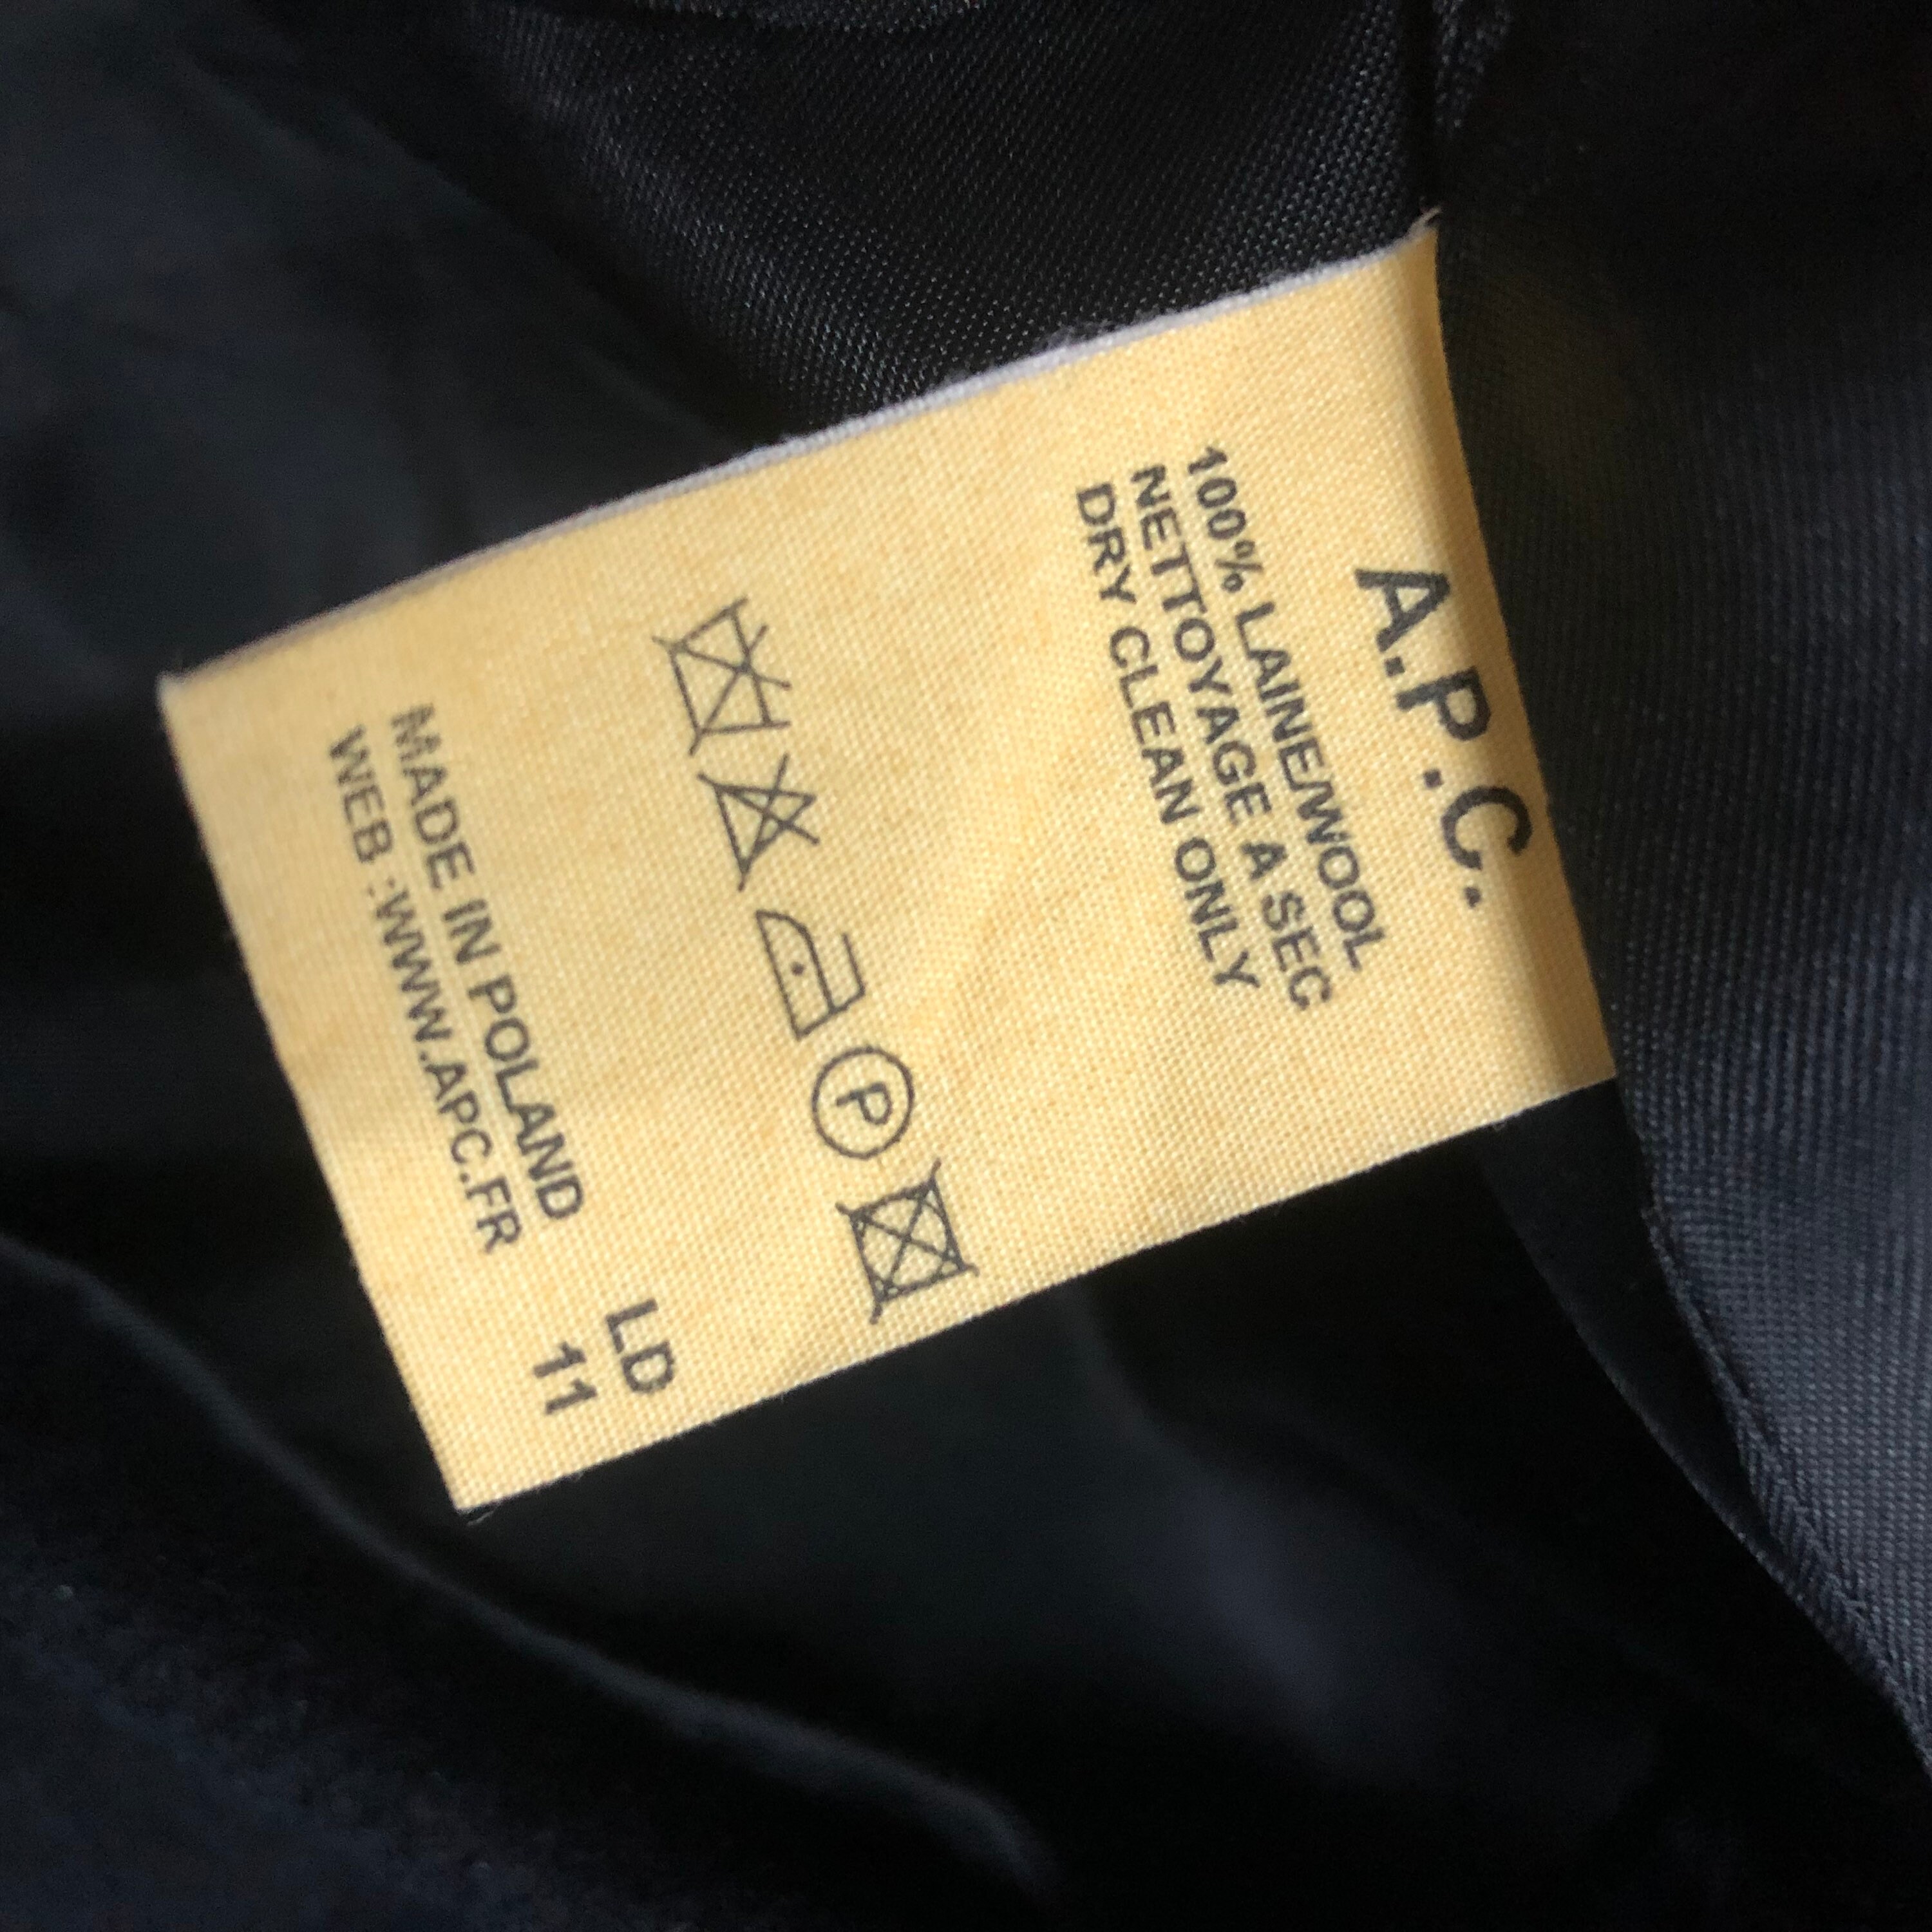 A.P.C.
100% LAINE/WOOL
NETTOYAGE A SEC
DRY CLEAN ONLY
P
LD
MADE IN POLAND
11
WEB :WWW.APC.FR